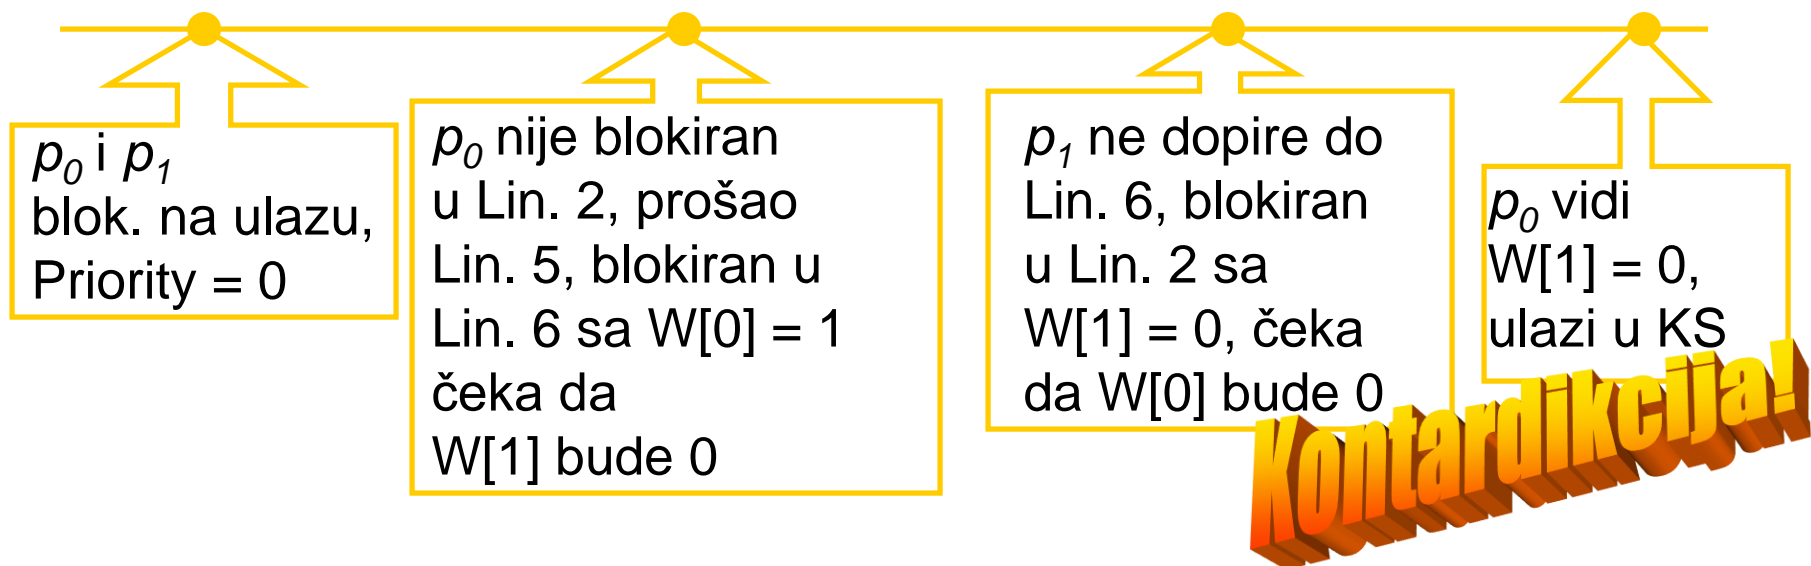 p0 i p1
blok. na ulazu,
Priority = 0
p0 nije blokiran
u Lin. 2, prošao
Lin. 5, blokiran u
Lin. 6 sa W[0] = 1
čeka da
W[1] bude 0
p1 ne dopire do
Lin. 6, blokiran
u Lin. 2 sa
W[1] = 0, čeka
da W[0] bude 0
p0 vidi
W[1] = 0,
ulazi u KS
Kontardikcija!